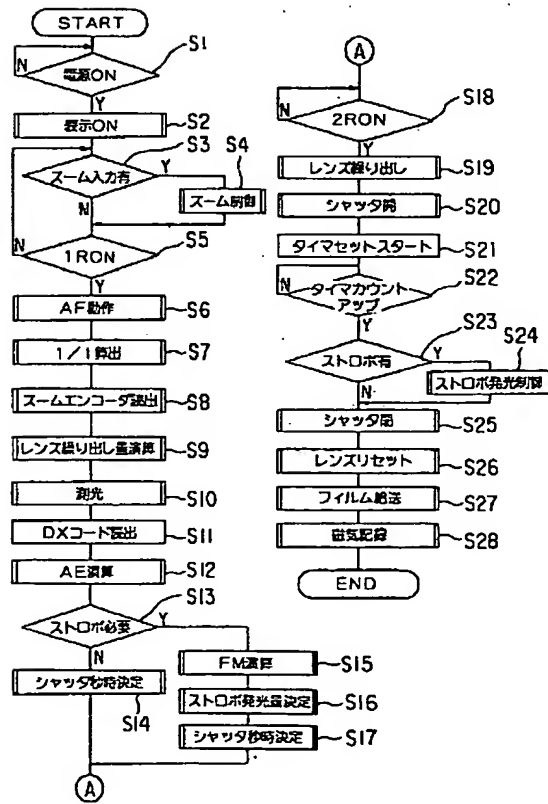 START
N
電源ON
S1
Y
表示ON
S2
S3
S4
ズーム入力有
Y
N
ズーム制御
N
1RON
S5
Y
AF動作
S6
1/l算出
S7
ズームエンコーダ読出
S8
レンズ繰り出し量演算
S9
測光
S10
DXコード読出
S11
AE演算
S12
S13
ストロボ必要
Y
N
シャッタ秒時決定
S14
FM演算
S15
ストロボ発光量決定
S16
シャッタ秒時決定
S17
A
A
N
2RON
S18
Y
レンズ繰り出し
S19
シャッタ開
S20
タイマセットスタート
S21
N
タイマカウント
アップ
S22
Y
S23
S24
ストロボ有
Y
N
ストロボ発光制御
シャッタ閉
S25
レンズリセット
S26
フィルム給送
S27
磁気記録
S28
END